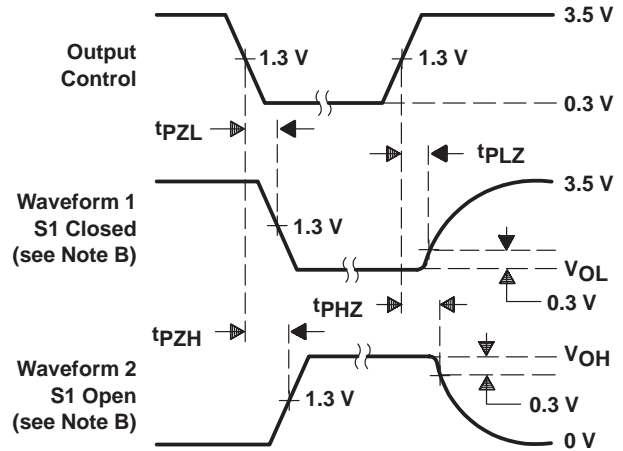 3.5 V
Output
Control
1.3 V
1.3 V
0.3 V
tPZL
tPLZ
Waveform 1
S1 Closed
(see Note B)
3.5 V
1.3 V
VOL
0.3 V
tPHZ
tPZH
Waveform 2
S1 Open
(see Note B)
VOH
1.3 V
0.3 V
0 V